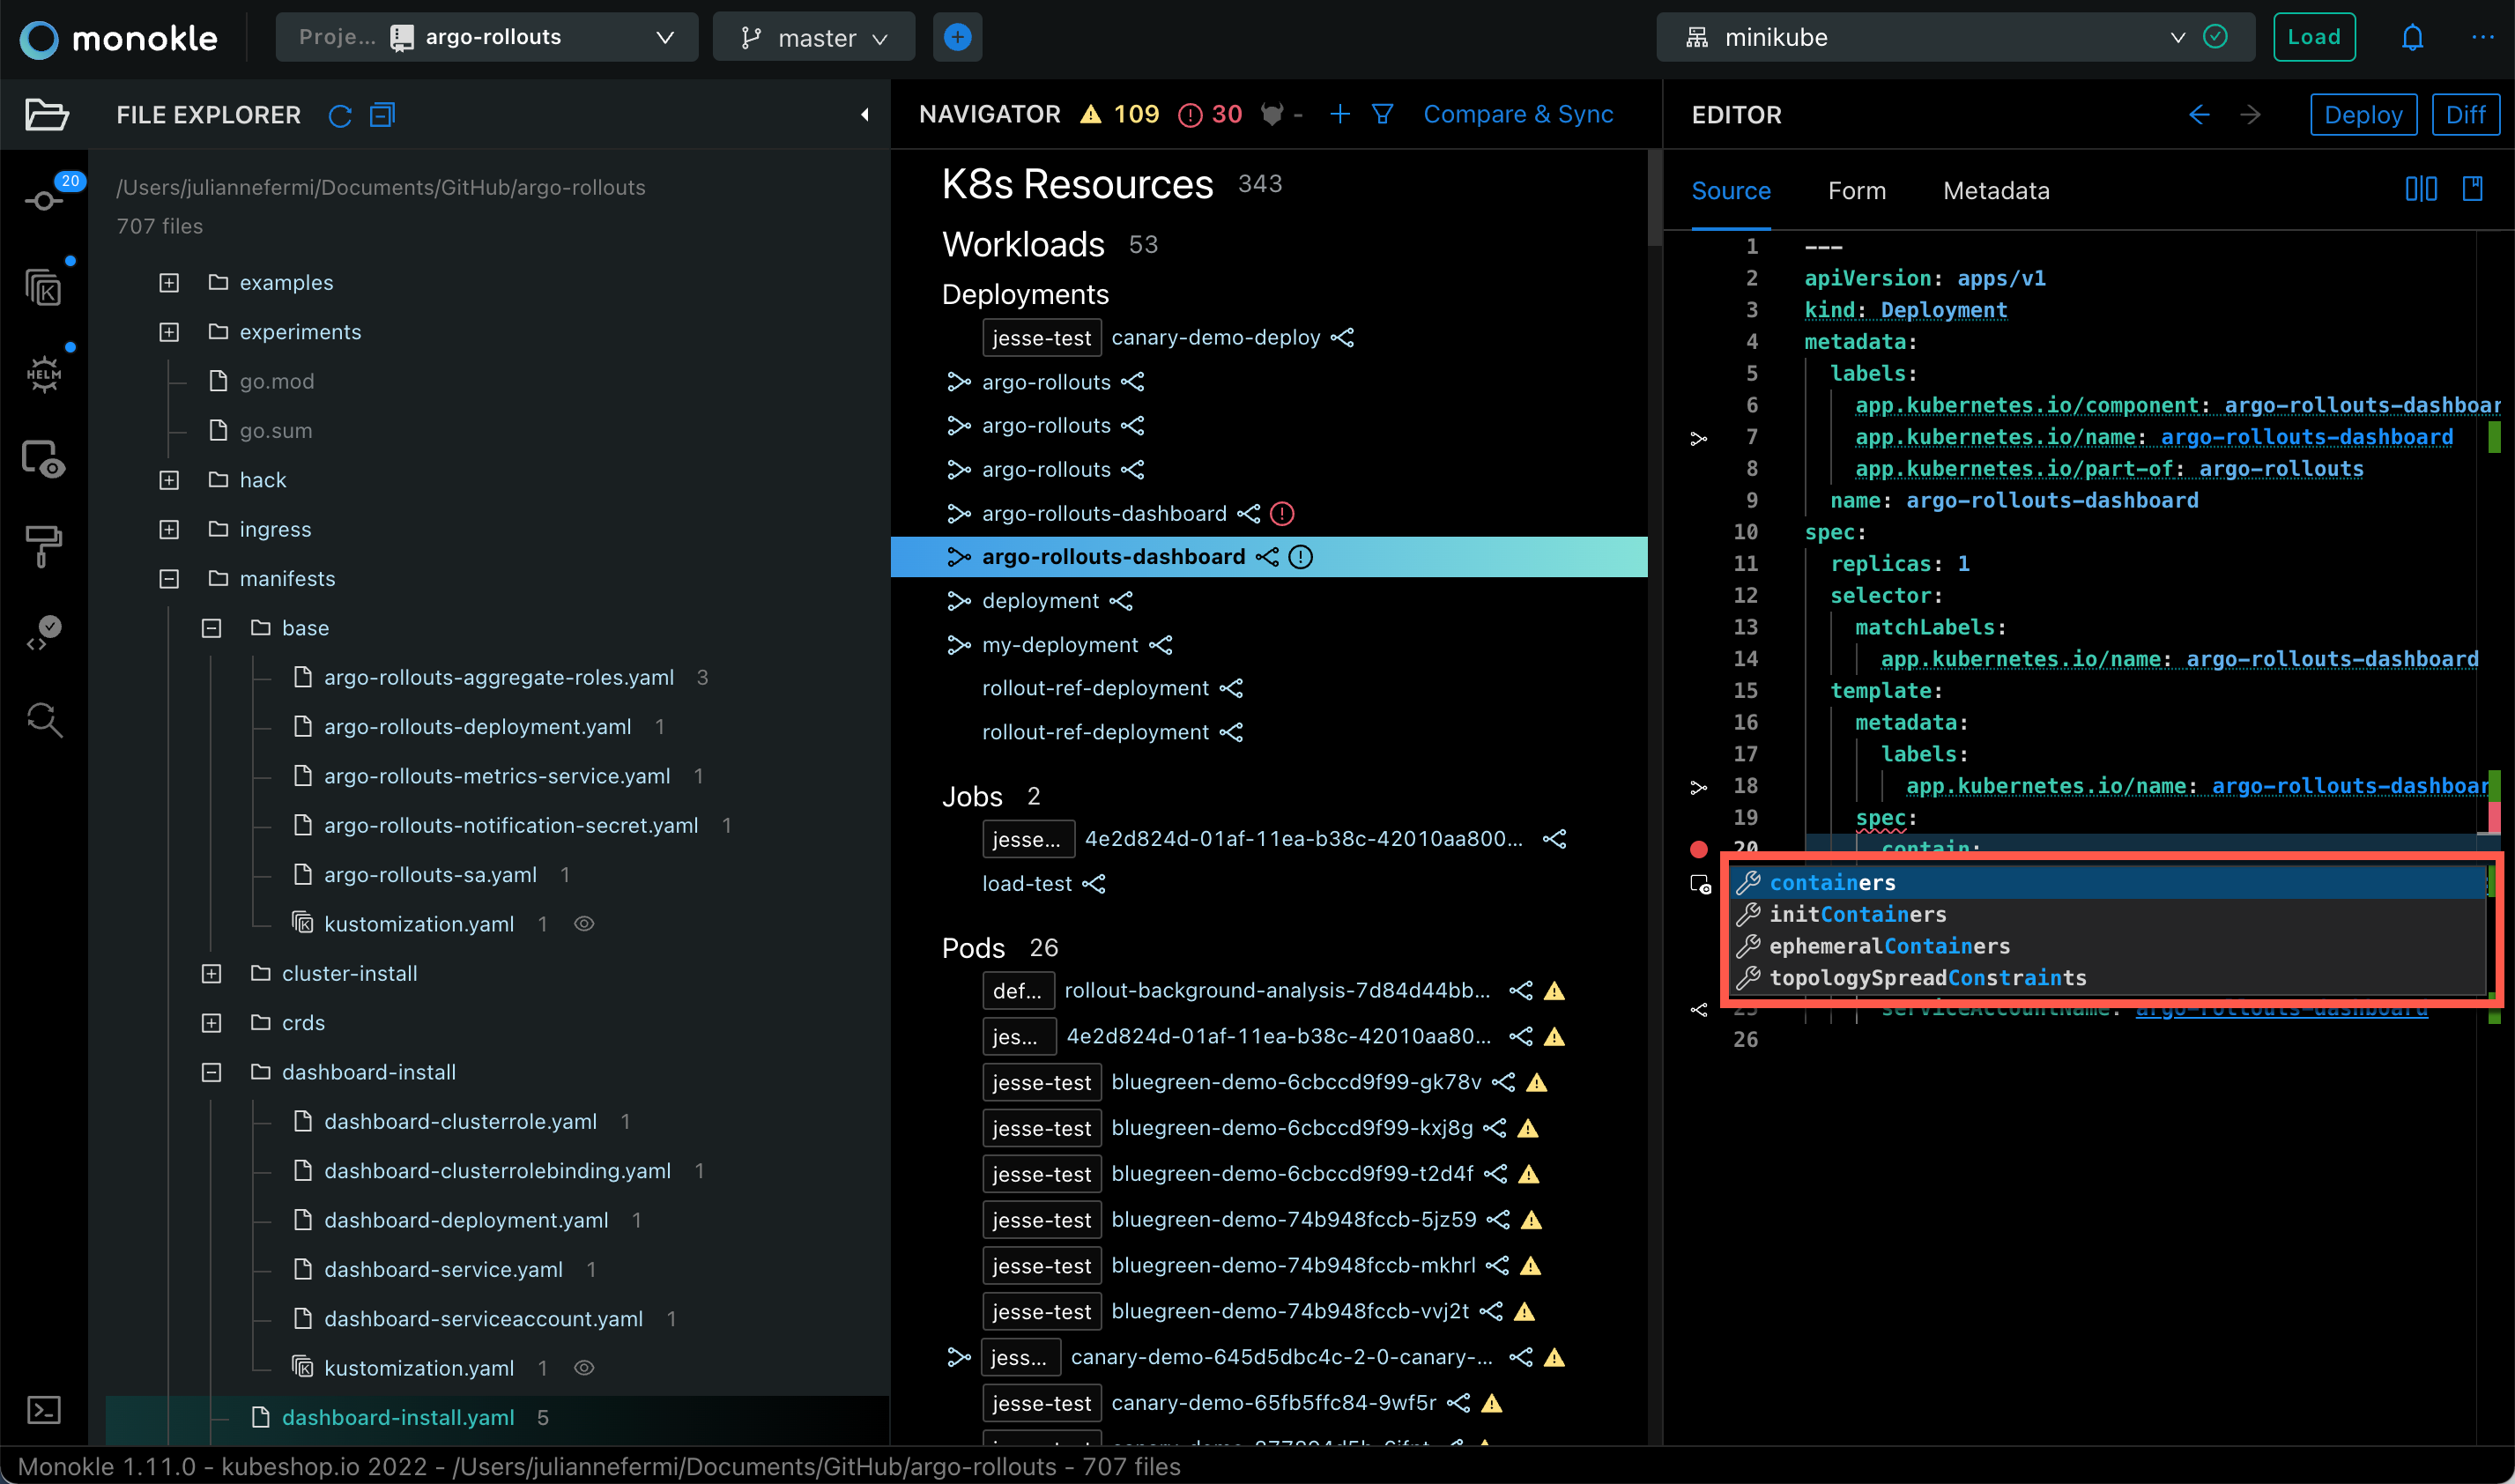 monokle Proje... argo-rollouts master minikube Load ...
FILE EXPLORER
20
HELM
/Users/juliannefermi/Documents/GitHub/argo-rollouts
707 files
examples
experiments
go.mod
go.sum
hack
ingress
manifests
base
argo-rollouts-aggregate-roles.yaml 3
argo-rollouts-deployment.yaml 1
argo-rollouts-metrics-service.yaml 1
argo-rollouts-notification-secret.yaml 1
argo-rollouts-sa.yaml 1
kustomization.yaml 1
cluster-install
crds
dashboard-install
dashboard-clusterrole.yaml 1
dashboard-clusterrolebinding.yaml 1
dashboard-deployment.yaml 1
dashboard-service.yaml 1
dashboard-serviceaccount.yaml 1
kustomization.yaml 1
dashboard-install.yaml 5
NAVIGATOR 109 30 - Compare & Sync
K8s Resources 343
Workloads 53
Deployments
jesse-test canary-demo-deploy
argo-rollouts
argo-rollouts
argo-rollouts
argo-rollouts-dashboard
argo-rollouts-dashboard
deployment
my-deployment
rollout-ref-deployment
rollout-ref-deployment
Jobs 2
jesse... 4e2d824d-01af-11ea-b38c-42010aa800...
load-test
Pods 26
def... rollout-background-analysis-7d84d44bb...
jes... 4e2d824d-01af-11ea-b38c-42010aa80...
jesse-test bluegreen-demo-6cbccd9f99-gk78v
jesse-test bluegreen-demo-6cbccd9f99-kxj8g
jesse-test bluegreen-demo-6cbccd9f99-t2d4f
jesse-test bluegreen-demo-74b948fccb-5jz59
jesse-test bluegreen-demo-74b948fccb-mkhrl
jesse-test bluegreen-demo-74b948fccb-vvj2t
jess... canary-demo-645d5dbc4c-2-0-canary-...
jesse-test canary-demo-65fb5ffc84-9wf5r
EDITOR Deploy Diff
Source Form Metadata
1 ---
2 apiVersion: apps/v1
3 kind: Deployment
4 metadata:
5 labels:
6 app.kubernetes.io/component: argo-rollouts-dashboar
7 app.kubernetes.io/name: argo-rollouts-dashboard
8 app.kubernetes.io/part-of: argo-rollouts
9 name: argo-rollouts-dashboard
10 spec:
11 replicas: 1
12 selector:
13 matchLabels:
14 app.kubernetes.io/name: argo-rollouts-dashboard
15 template:
16 metadata:
17 labels:
18 app.kubernetes.io/name: argo-rollouts-dashboar
19 spec:
20 contain:
containers
initContainers
ephemeralContainers
topologySpreadConstraints
25 serviceAccountName: argo-rollouts-dashboard
26
Monokle 1.11.0 - kubeshop.io 2022 - /Users/juliannefermi/Documents/GitHub/argo-rollouts - 707 files